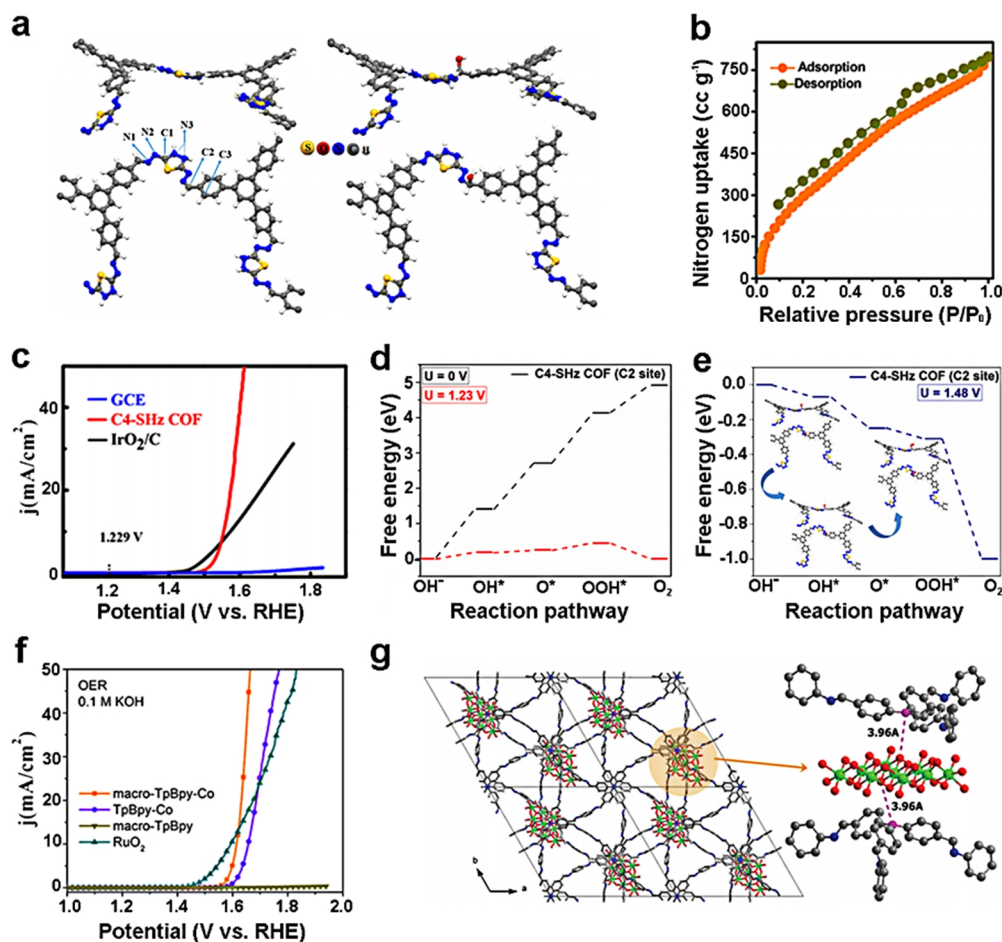 a
N1
N2
C1
N3
C2
C3
S
N
b
Nitrogen uptake (cc g⁻¹)
750
600
450
300
150
0
Adsorption
Desorption
0.0 0.2 0.4 0.6 0.8 1.0
Relative pressure (P/P₀)
c
j(mA/cm²)
40
20
0
GCE
C4-SHz COF
IrO₂/C
1.229 V
1.2 1.4 1.6 1.8
Potential (V vs. RHE)
d
Free energy (eV)
5
4
3
2
1
0
U = 0 V
U = 1.23 V
C4-SHz COF (C2 site)
OH⁻ OH* O* OOH* O₂
Reaction pathway
e
Free energy (eV)
0.0
-0.2
-0.4
-0.6
-0.8
-1.0
C4-SHz COF (C2 site)
U = 1.48 V
OH⁻ OH* O* OOH* O₂
Reaction pathway
f
j(mA/cm²)
50
40
30
20
10
0
OER
0.1 M KOH
macro-TpBpy-Co
TpBpy-Co
macro-TpBpy
RuO₂
1.0 1.2 1.4 1.6 1.8 2.0
Potential (V vs. RHE)
g
b
a
3.96A
3.96A